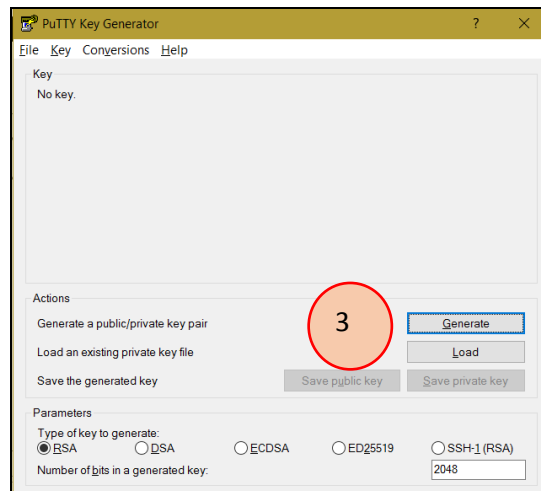 PuTTY Key Generator ? ×
File Key Conversions Help
Key
No key.
Actions
Generate a public/private key pair 3 Generate
Load an existing private key file Load
Save the generated key Save public key Save private key
Parameters
Type of key to generate:
RSA DSA ECDSA ED25519 SSH-1 (RSA)
Number of bits in a generated key: 2048